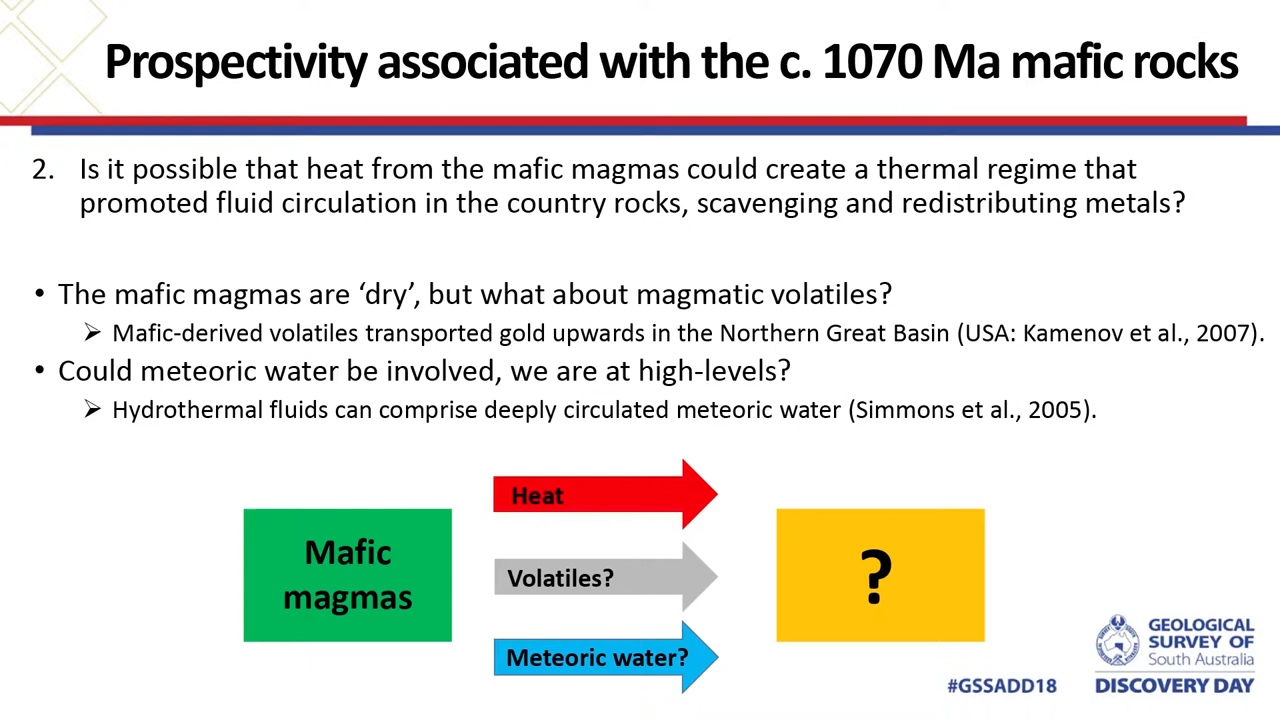 Prospectivity associated with the c. 1070 Ma mafic rocks
2. Is it possible that heat from the mafic magmas could create a thermal regime that
promoted fluid circulation in the country rocks, scavenging and redistributing metals?
• The mafic magmas are ‘dry’, but what about magmatic volatiles?
➢ Mafic-derived volatiles transported gold upwards in the Northern Great Basin (USA: Kamenov et al., 2007).
• Could meteoric water be involved, we are at high-levels?
➢ Hydrothermal fluids can comprise deeply circulated meteoric water (Simmons et al., 2005).
Mafic
magmas
Heat
Volatiles?
Meteoric water?
?
GEOLOGICAL
SURVEY OF
South Australia
#GSSADD18
DISCOVERY DAY